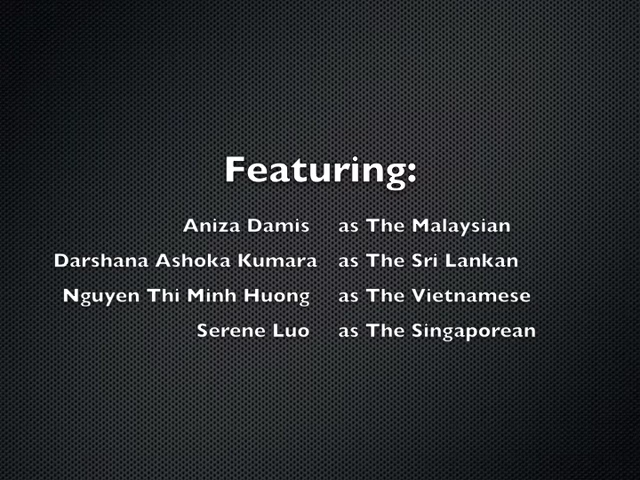 Featuring:
Aniza Damis as The Malaysian
Darshana Ashoka Kumara as The Sri Lankan
Nguyen Thi Minh Huong as The Vietnamese
Serene Luo as The Singaporean